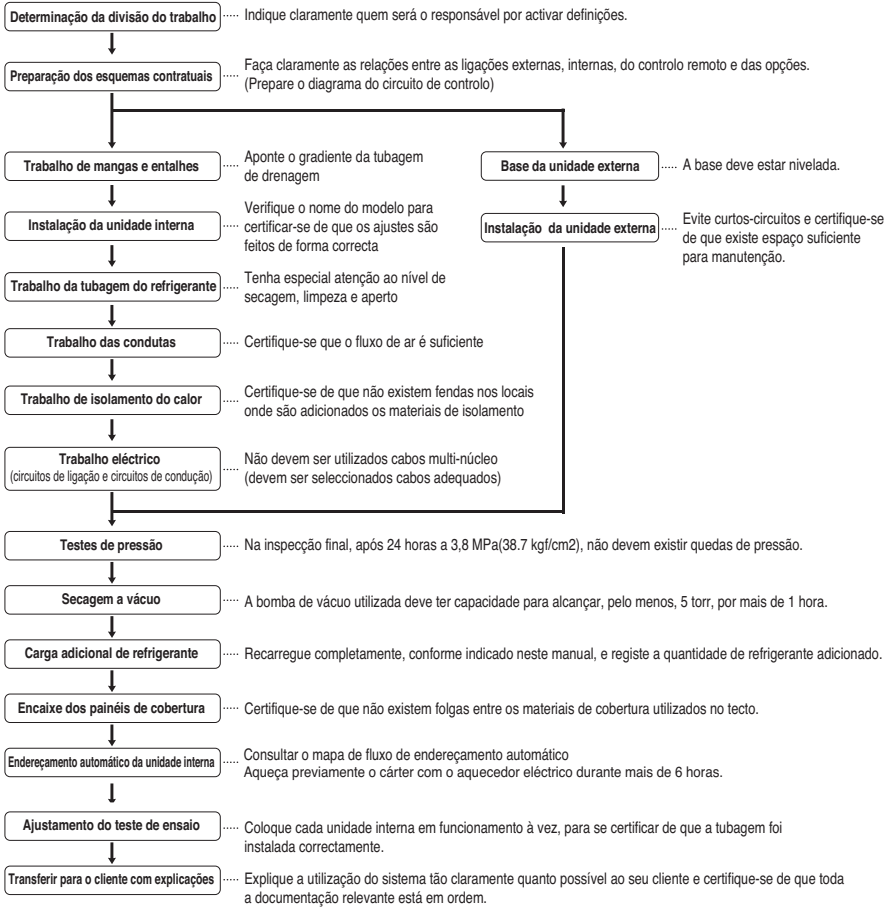 Determinação da divisão do trabalho ..... Indique claramente quem será o responsável por activar definições.
Preparação dos esquemas contratuais ..... Faça claramente as relações entre as ligações externas, internas, do controlo remoto e das opções.
(Prepare o diagrama do circuito de controlo)
Trabalho de mangas e entalhes ..... Aponte o gradiente da tubagem
de drenagem
Base da unidade externa ..... A base deve estar nivelada.
Instalação da unidade interna ..... Verifique o nome do modelo para
certificar-se de que os ajustes são
feitos de forma correcta
Instalação da unidade externa ..... Evite curtos-circuitos e certifique-se
de que existe espaço suficiente
para manutenção.
Trabalho da tubagem do refrigerante ..... Tenha especial atenção ao nível de
secagem, limpeza e aperto
Trabalho das condutas ..... Certifique-se que o fluxo de ar é suficiente
Trabalho de isolamento do calor ..... Certifique-se de que não existem fendas nos locais
onde são adicionados os materiais de isolamento
Trabalho eléctrico
(circuitos de ligação e circuitos de condução) ..... Não devem ser utilizados cabos multi-núcleo
(devem ser seleccionados cabos adequados)
Testes de pressão ..... Na inspecção final, após 24 horas a 3,8 MPa(38.7 kgf/cm2), não devem existir quedas de pressão.
Secagem a vácuo ..... A bomba de vácuo utilizada deve ter capacidade para alcançar, pelo menos, 5 torr, por mais de 1 hora.
Carga adicional de refrigerante ..... Recarregue completamente, conforme indicado neste manual, e registe a quantidade de refrigerante adicionado.
Encaixe dos painéis de cobertura ..... Certifique-se de que não existem folgas entre os materiais de cobertura utilizados no tecto.
Endereçamento automático da unidade interna ..... Consultar o mapa de fluxo de endereçamento automático
Aqueça previamente o cárter com o aquecedor eléctrico durante mais de 6 horas.
Ajustamento do teste de ensaio ..... Coloque cada unidade interna em funcionamento à vez, para se certificar de que a tubagem foi
instalada correctamente.
Transferir para o cliente com explicações ..... Explique a utilização do sistema tão claramente quanto possível ao seu cliente e certifique-se de que toda
a documentação relevante está em ordem.